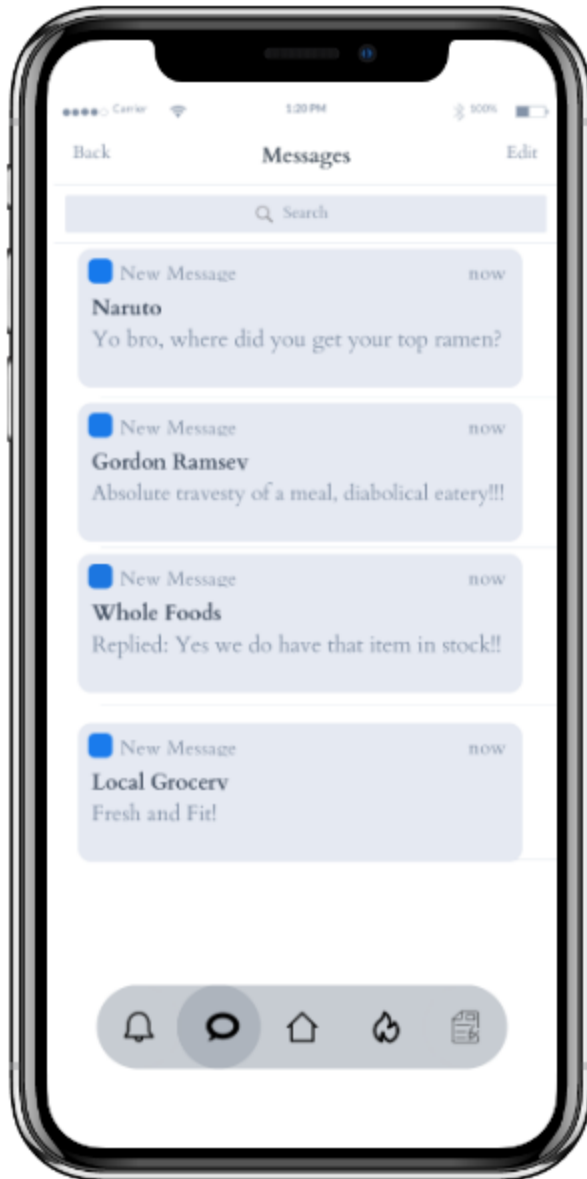 Carrier 1:20 PM 100%
Back Messages Edit
Search
New Message now
Naruto
Yo bro, where did you get your top ramen?
New Message now
Gordon Ramsey
Absolute travesty of a meal, diabolical eatery!!!
New Message now
Whole Foods
Replied: Yes we do have that item in stock!!
New Message now
Local Grocery
Fresh and Fit!